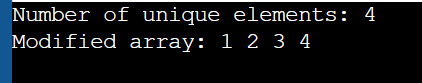 Number of unique elements: 4
Modified array: 1 2 3 4